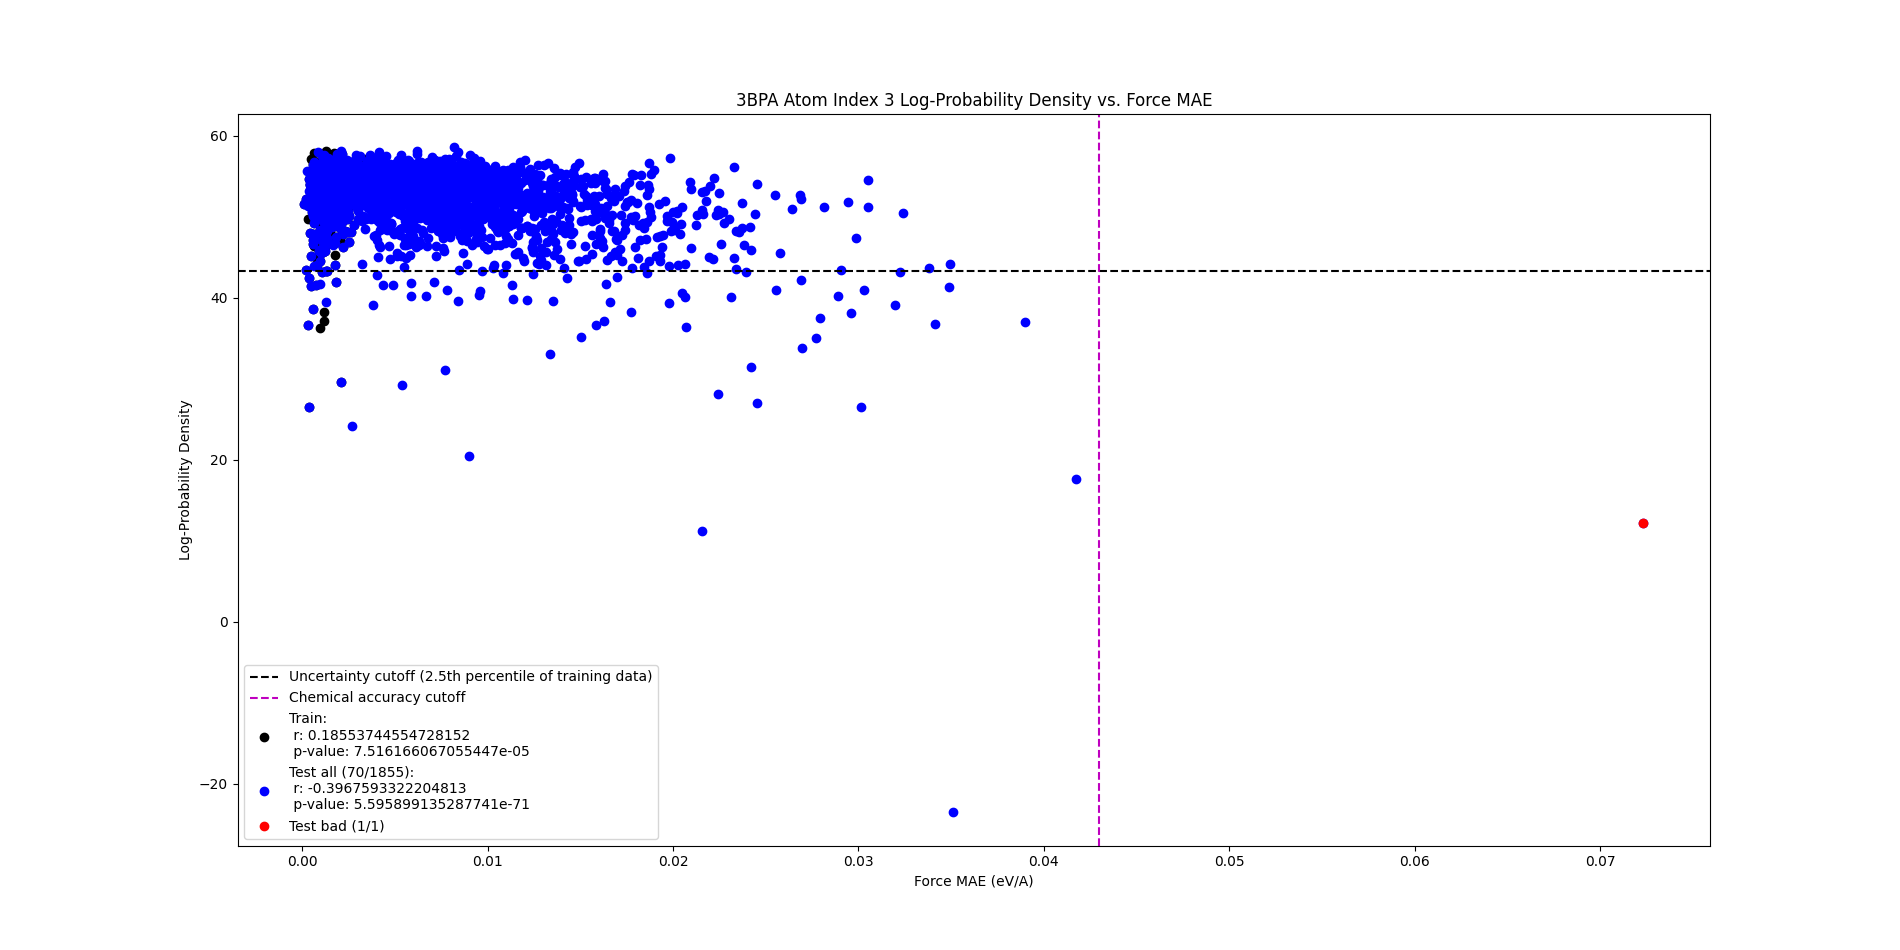 3BPA Atom Index 3 Log-Probability Density vs. Force MAE
60
40
20
0
−20
Log-Probability Density
Uncertainty cutoff (2.5th percentile of training data)
Chemical accuracy cutoff
Train:
r: 0.18553744554728152
p-value: 7.516166067055447e-05
Test all (70/1855):
r: -0.3967593322204813
p-value: 5.595899135287741e-71
Test bad (1/1)
0.00 0.01 0.02 0.03 0.04 0.05 0.06 0.07
Force MAE (eV/A)